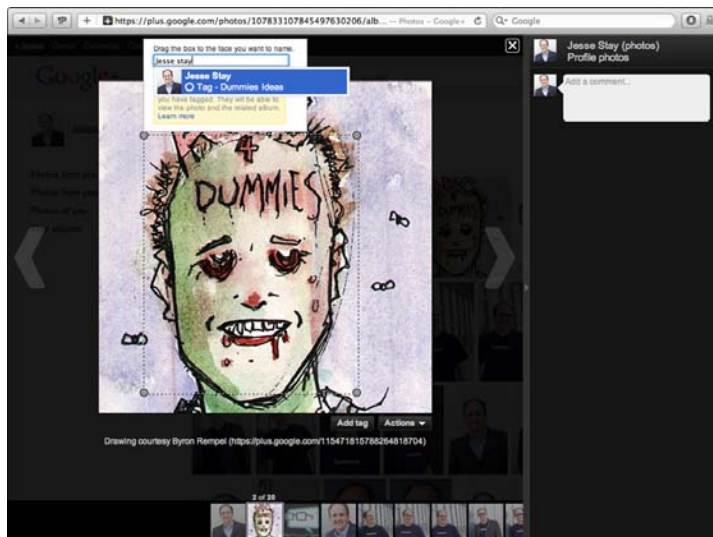 https://plus.google.com/photos/107833107845497630206/alb... — Photos - Google+
Google
Drag the box to the face you want to name.
Jesse stay
Jesse Stay
Tag - Dummies Ideas
you have tagged. They will be able to
view the photo and the related album.
Learn more
Jesse Stay (photos)
Profile photos
Add a comment...
Google
4
DUMMIES
Add tag
Actions
Drawing courtesy Byron Rempel (https://plus.google.com/115471815788264818704)
2 of 28